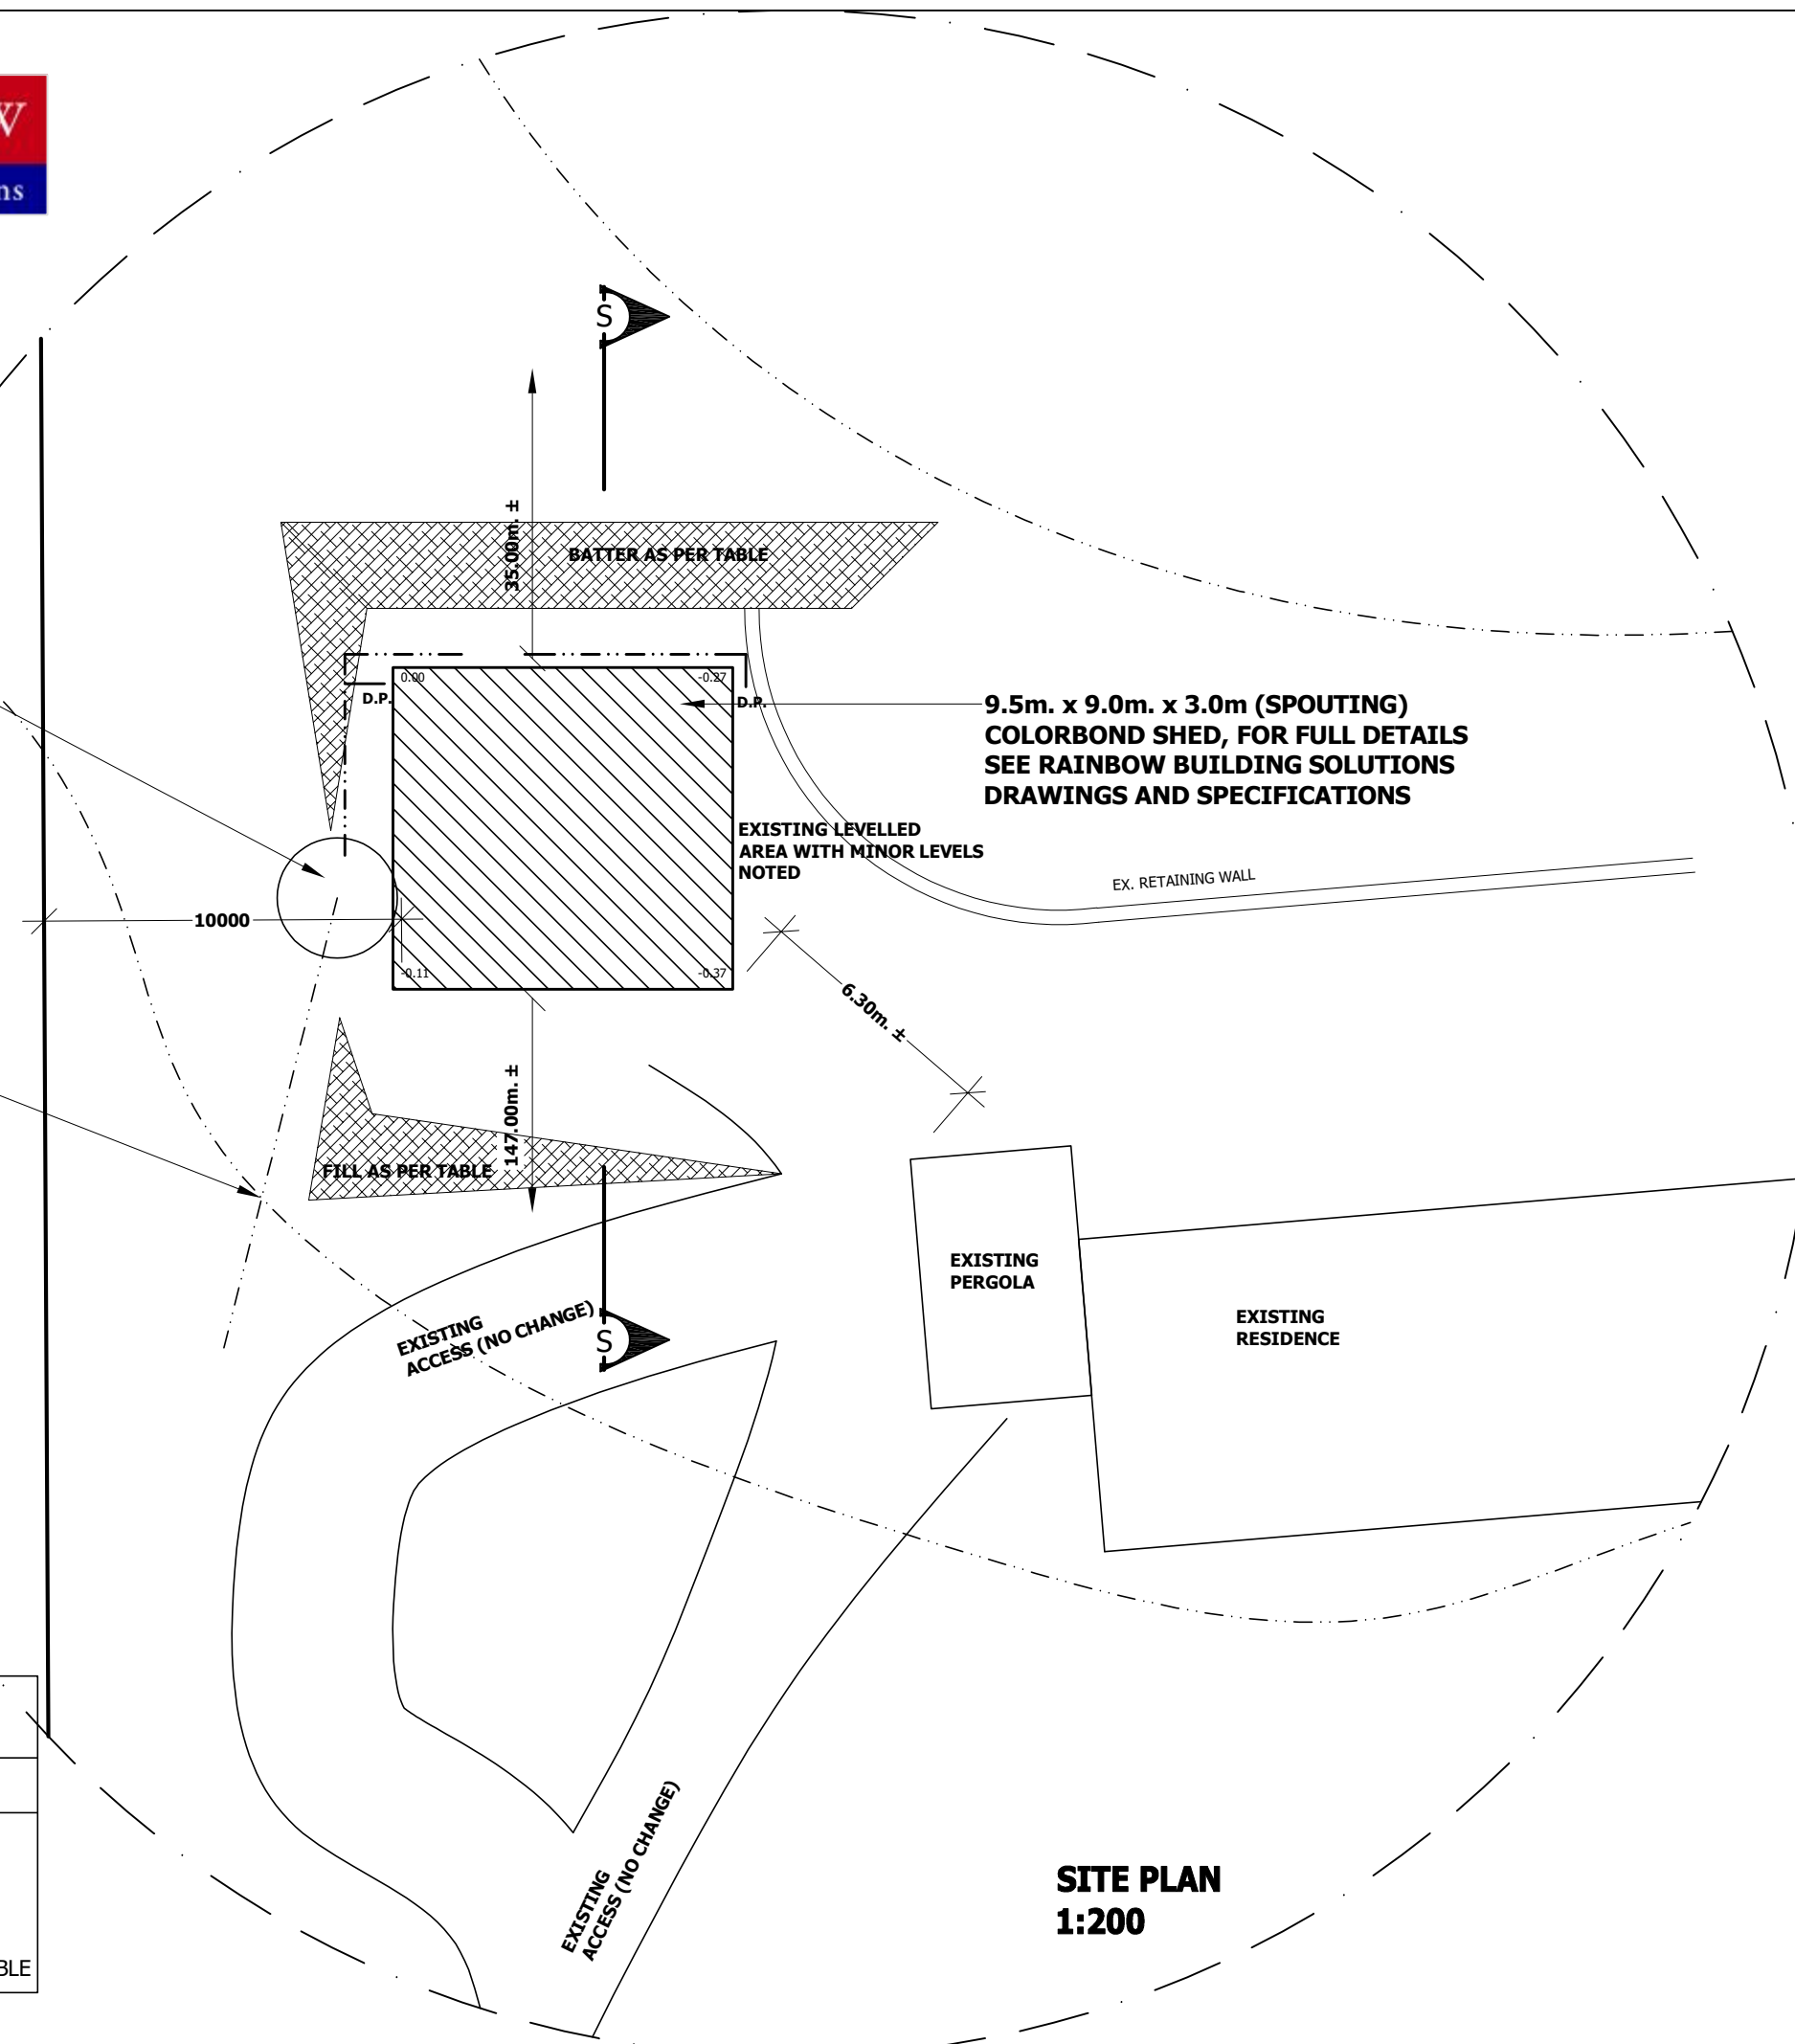 W
ns
S
35.00m. ±
BATTER AS PER TABLE
0.00
-0.27
D.P.
D.P.
9.5m. x 9.0m. x 3.0m (SPOUTING)
COLORBOND SHED, FOR FULL DETAILS
SEE RAINBOW BUILDING SOLUTIONS
DRAWINGS AND SPECIFICATIONS
EXISTING LEVELLED
AREA WITH MINOR LEVELS
NOTED
EX. RETAINING WALL
10000
-0.11
-0.37
6.30m. ±
147.00m. ±
FILL AS PER TABLE
EXISTING
PERGOLA
EXISTING
RESIDENCE
EXISTING
ACCESS (NO CHANGE)
S
EXISTING
ACCESS (NO CHANGE)
SITE PLAN
1:200
BLE